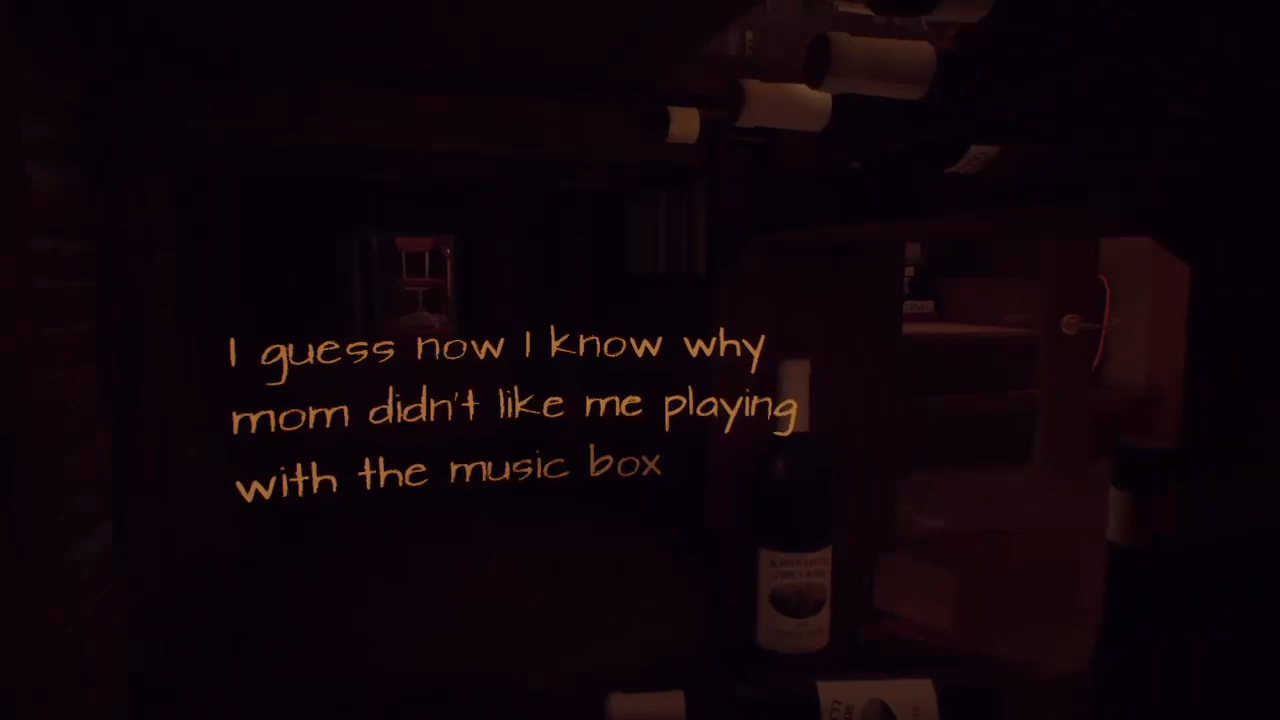 I guess now I know why
mom didn't like me playing
with the music box